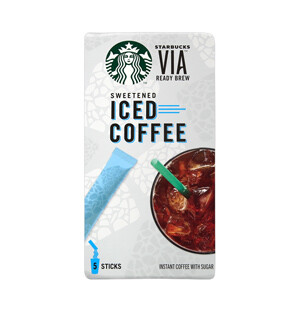 STARBUCKS
VIA
READY BREW
SWEETENED
ICED
COFFEE
5 STICKS
INSTANT COFFEE WITH SUGAR